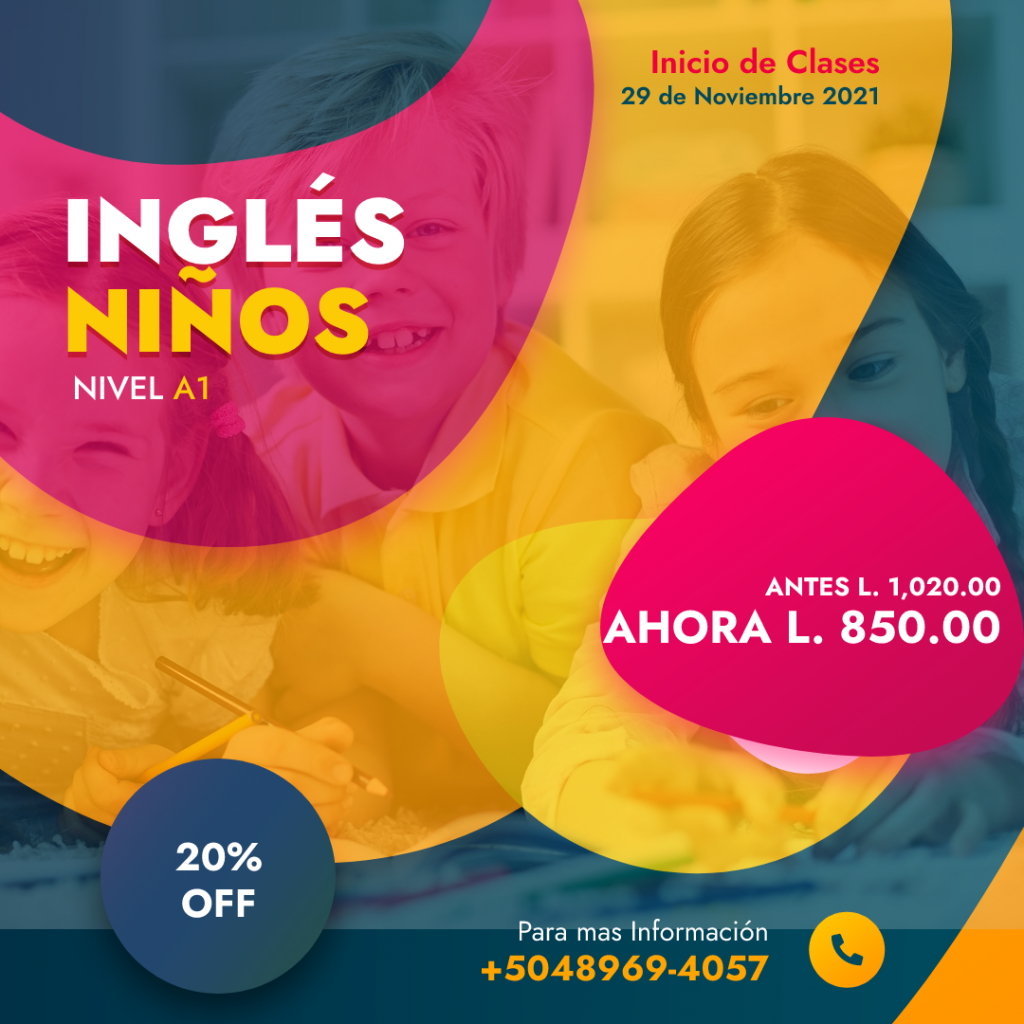 Inicio de Clases
29 de Noviembre 2021
INGLÉS
NIÑOS
NIVEL A1
ANTES L. 1,020.00
AHORA L. 850.00
20%
OFF
Para mas Información
+5048969-4057